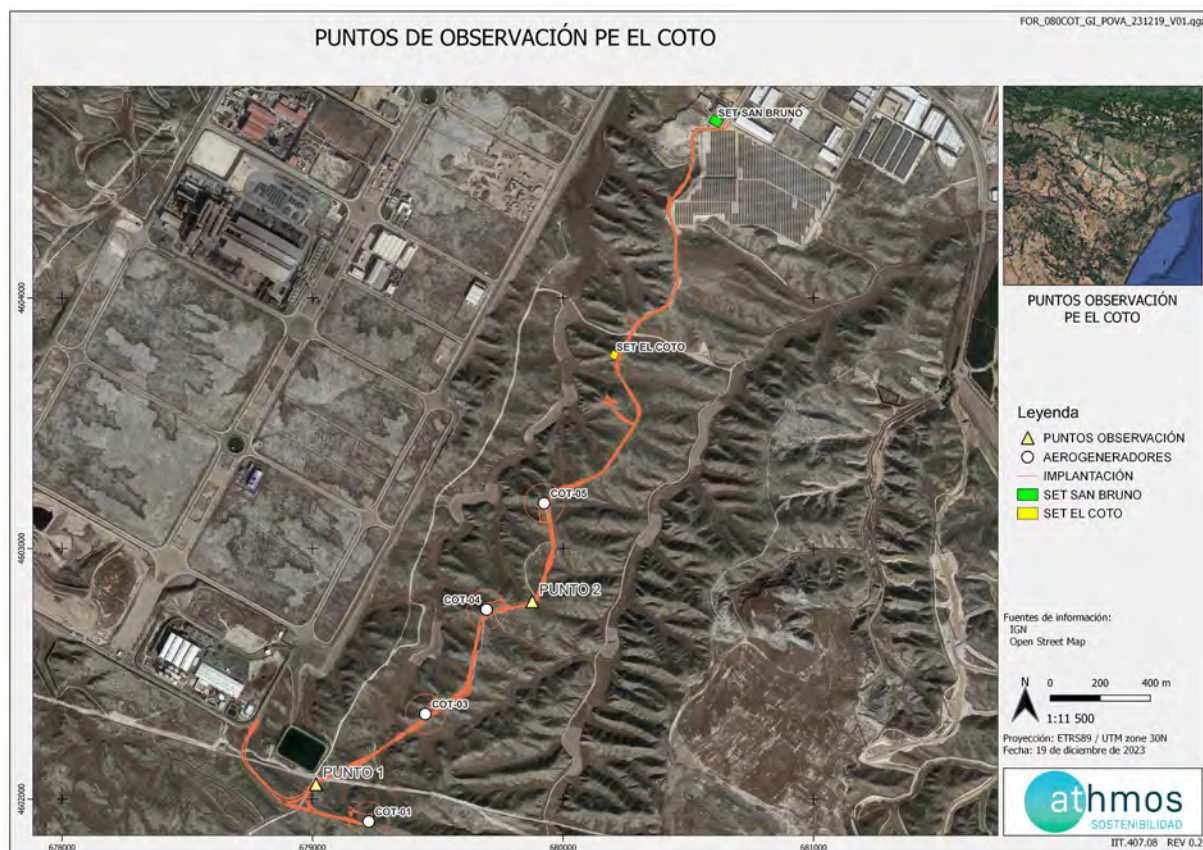 FOR_080COT_GI_POVA_231219_V01.qgz
PUNTOS DE OBSERVACIÓN PE EL COTO
SET SAN BRUNO
SET EL COTO
COT-05
PUNTO 2
COT-04
COT-03
PUNTO 1
COT-01
4604000
4603000
4602000
678000
679000
680000
681000
PUNTOS OBSERVACIÓN
PE EL COTO
Leyenda
PUNTOS OBSERVACIÓN
AEROGENERADORES
IMPLANTACIÓN
SET SAN BRUNO
SET EL COTO
Fuentes de información:
IGN
Open Street Map
N
0 200 400 m
1:11 500
Proyección: ETRS89 / UTM zone 30N
Fecha: 19 de diciembre de 2023
athmos
SOSTENIBILIDAD
IIT.407.08 REV 0.2